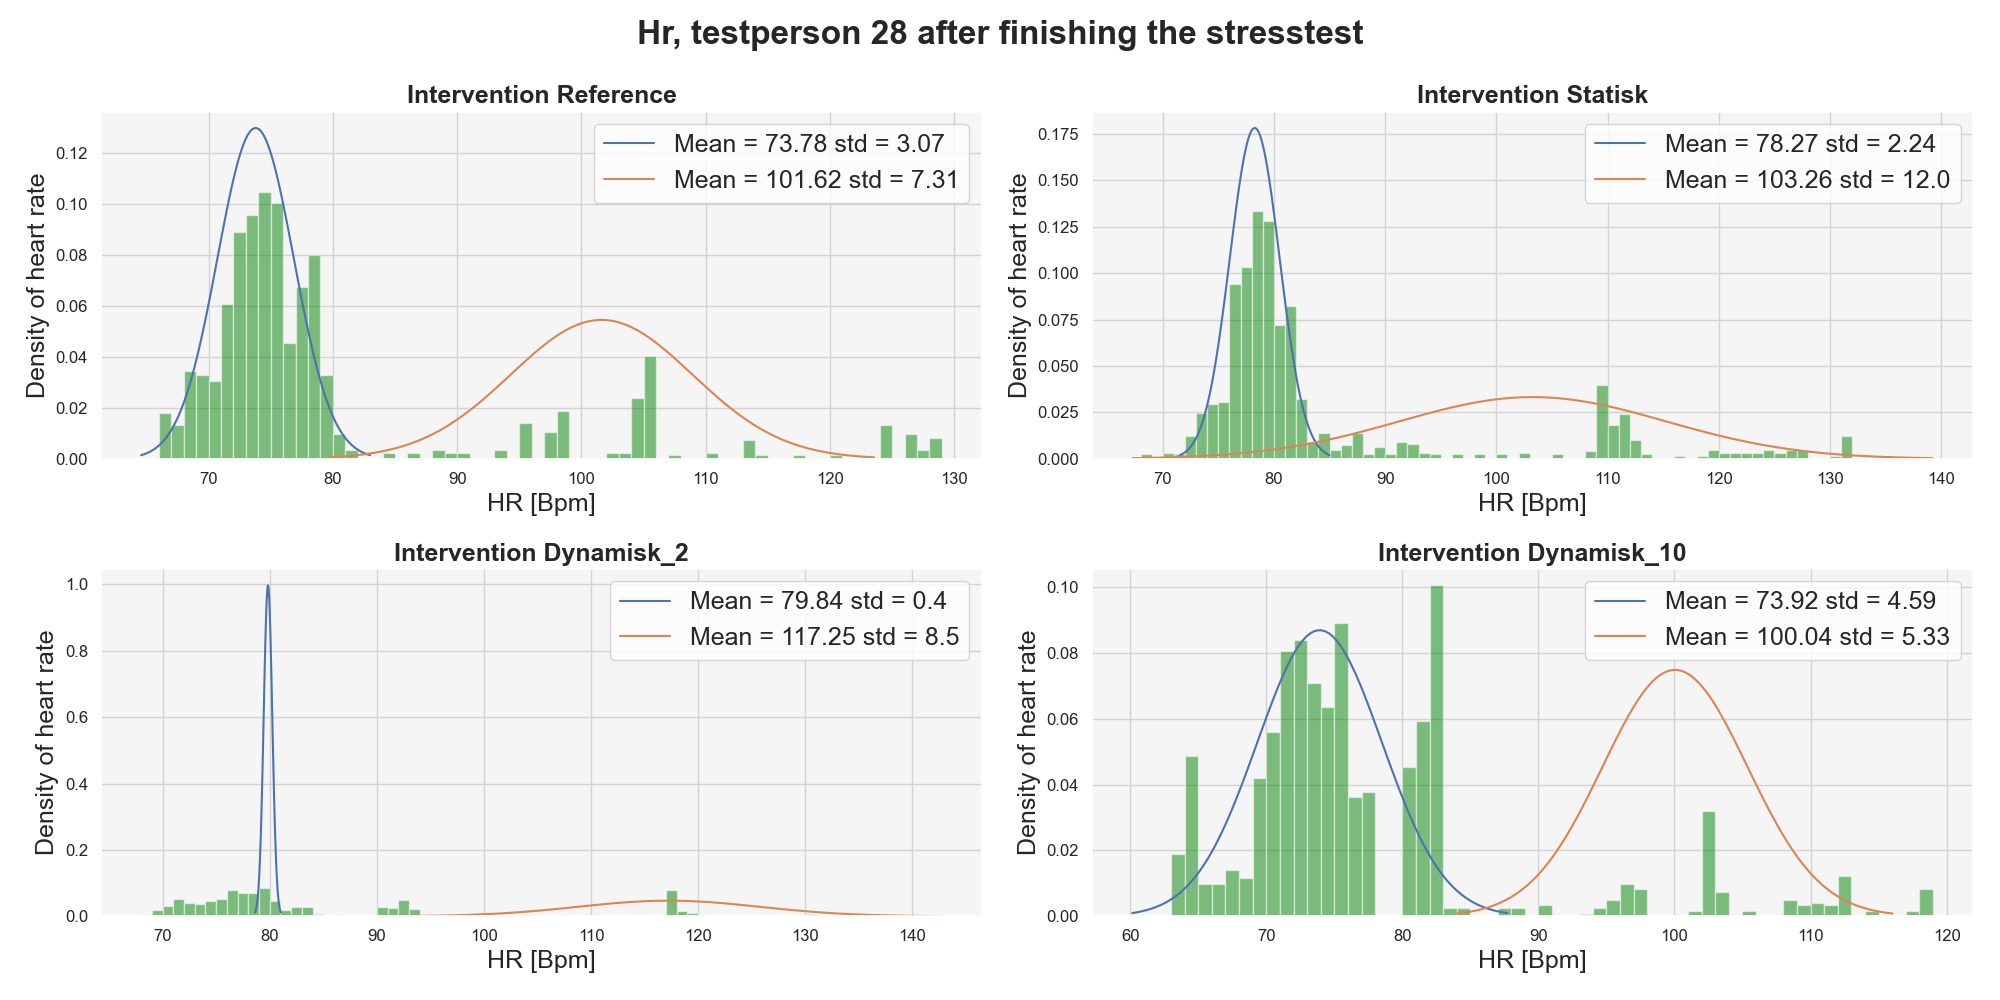 Hr, testperson 28 after finishing the stresstest
Intervention Reference
Density of heart rate
0.12
0.10
0.08
0.06
0.04
0.02
0.00
Mean = 73.78 std = 3.07
Mean = 101.62 std = 7.31
70 80 90 100 110 120 130
HR [Bpm]
Intervention Statisk
Density of heart rate
0.175
0.150
0.125
0.100
0.075
0.050
0.025
0.000
Mean = 78.27 std = 2.24
Mean = 103.26 std = 12.0
70 80 90 100 110 120 130 140
HR [Bpm]
Intervention Dynamisk_2
Density of heart rate
1.0
0.8
0.6
0.4
0.2
0.0
Mean = 79.84 std = 0.4
Mean = 117.25 std = 8.5
70 80 90 100 110 120 130 140
HR [Bpm]
Intervention Dynamisk_10
Density of heart rate
0.10
0.08
0.06
0.04
0.02
0.00
Mean = 73.92 std = 4.59
Mean = 100.04 std = 5.33
60 70 80 90 100 110 120
HR [Bpm]